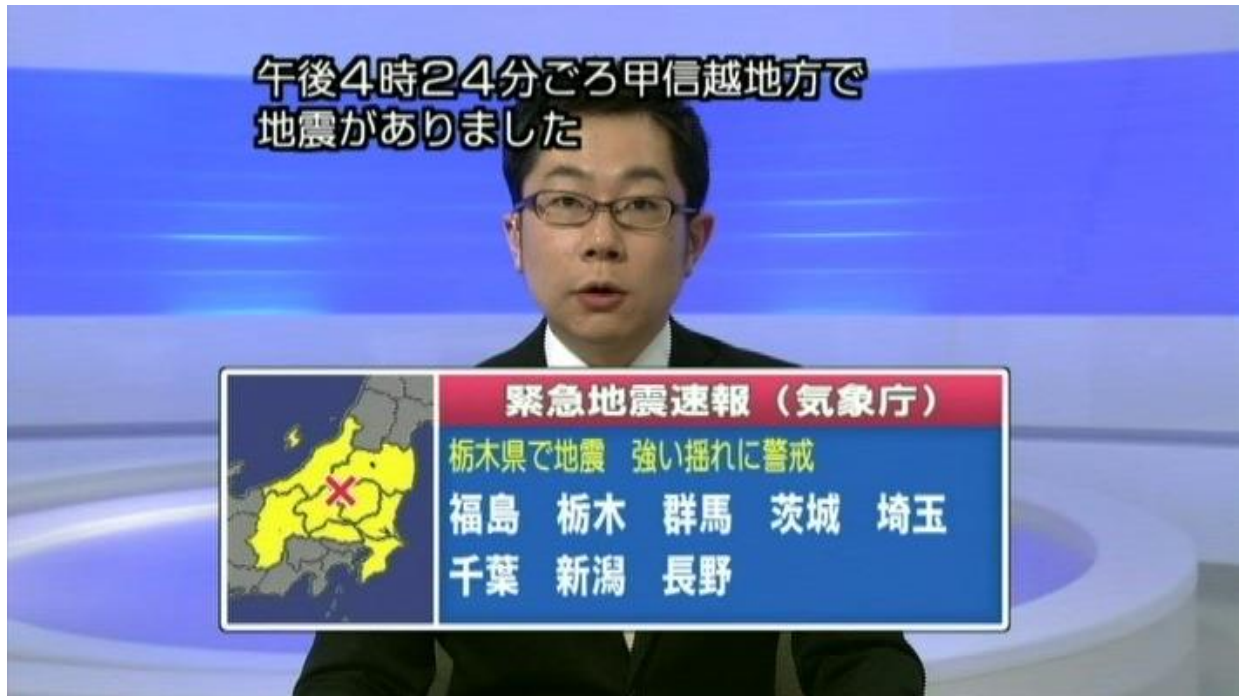 午後4時24分ごろ甲信越地方で
地震がありました
緊急地震速報（気象庁）
栃木県で地震　強い揺れに警戒
福島　栃木　群馬　茨城　埼玉
千葉　新潟　長野